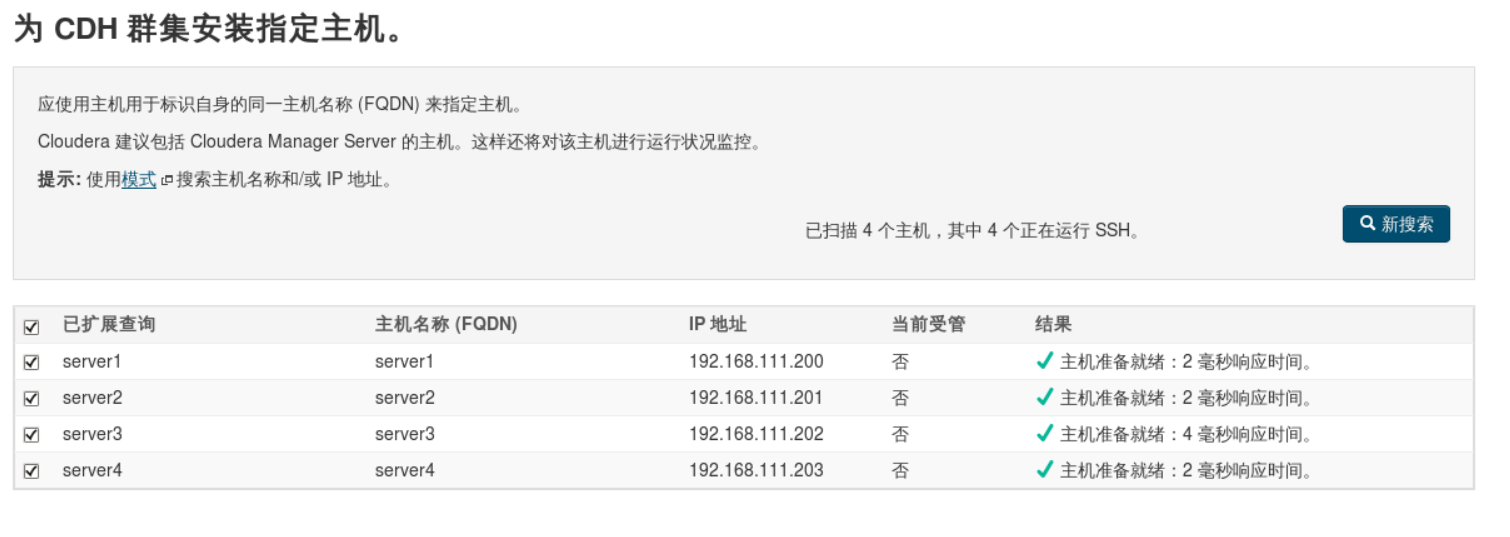 为 CDH 群集安装指定主机。
应使用主机用于标识自身的同一主机名称 (FQDN) 来指定主机。
Cloudera 建议包括 Cloudera Manager Server 的主机。这样还将对该主机进行运行状况监控。
提示: 使用模式 搜索主机名称和/或 IP 地址。
已扫描 4 个主机，其中 4 个正在运行 SSH。
新搜索
已扩展查询 主机名称 (FQDN) IP 地址 当前受管 结果
server1 server1 192.168.111.200 否 主机准备就绪：2 毫秒响应时间。
server2 server2 192.168.111.201 否 主机准备就绪：2 毫秒响应时间。
server3 server3 192.168.111.202 否 主机准备就绪：4 毫秒响应时间。
server4 server4 192.168.111.203 否 主机准备就绪：2 毫秒响应时间。